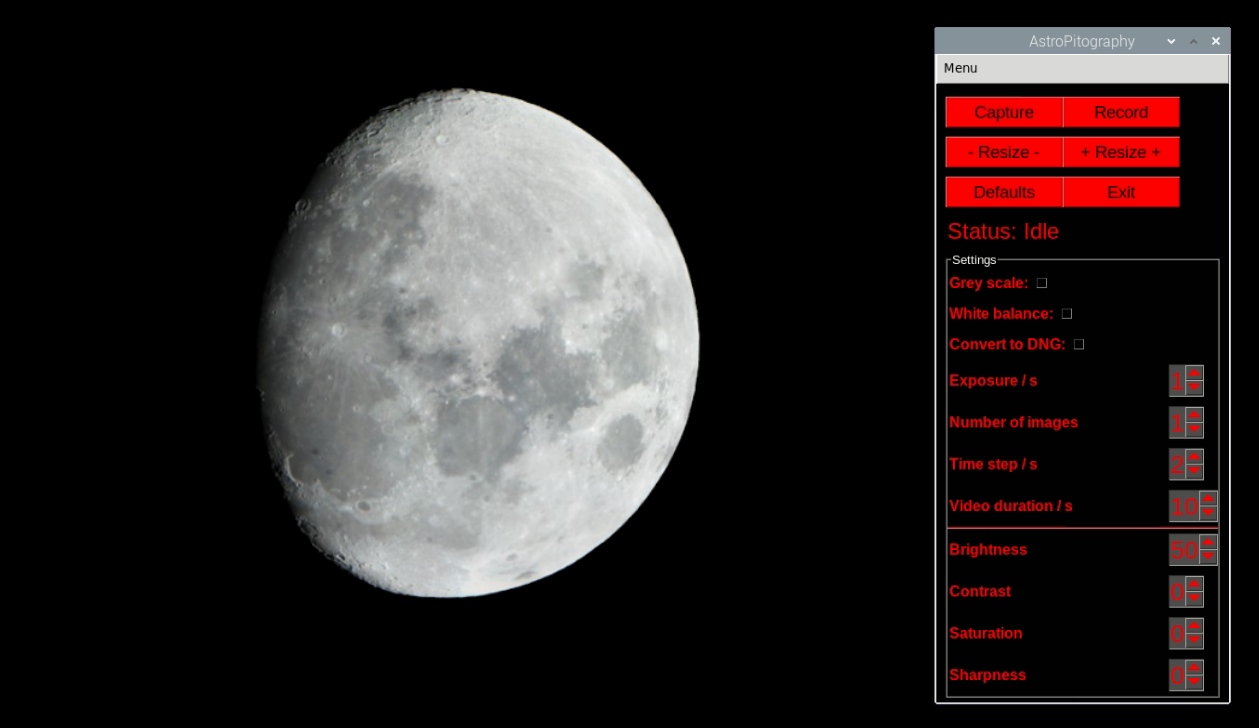 AstroPitography
Menu
Capture Record
- Resize - + Resize +
Defaults Exit
Status: Idle
Settings
Grey scale:
White balance:
Convert to DNG:
Exposure / s 1
Number of images 1
Time step / s 2
Video duration / s 10
Brightness 50
Contrast 0
Saturation 0
Sharpness 0